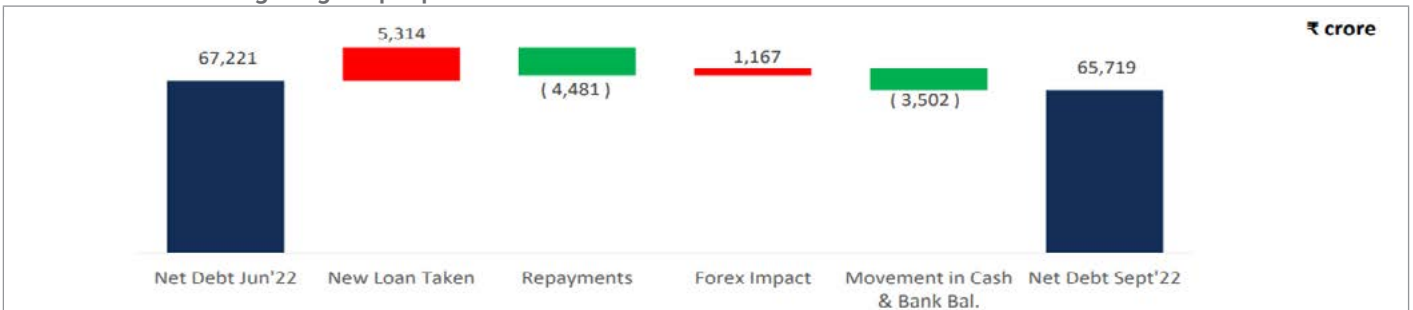 ₹ crore
67,221
5,314
( 4,481 )
1,167
( 3,502 )
65,719
Net Debt Jun'22
New Loan Taken
Repayments
Forex Impact
Movement in Cash
& Bank Bal.
Net Debt Sept'22